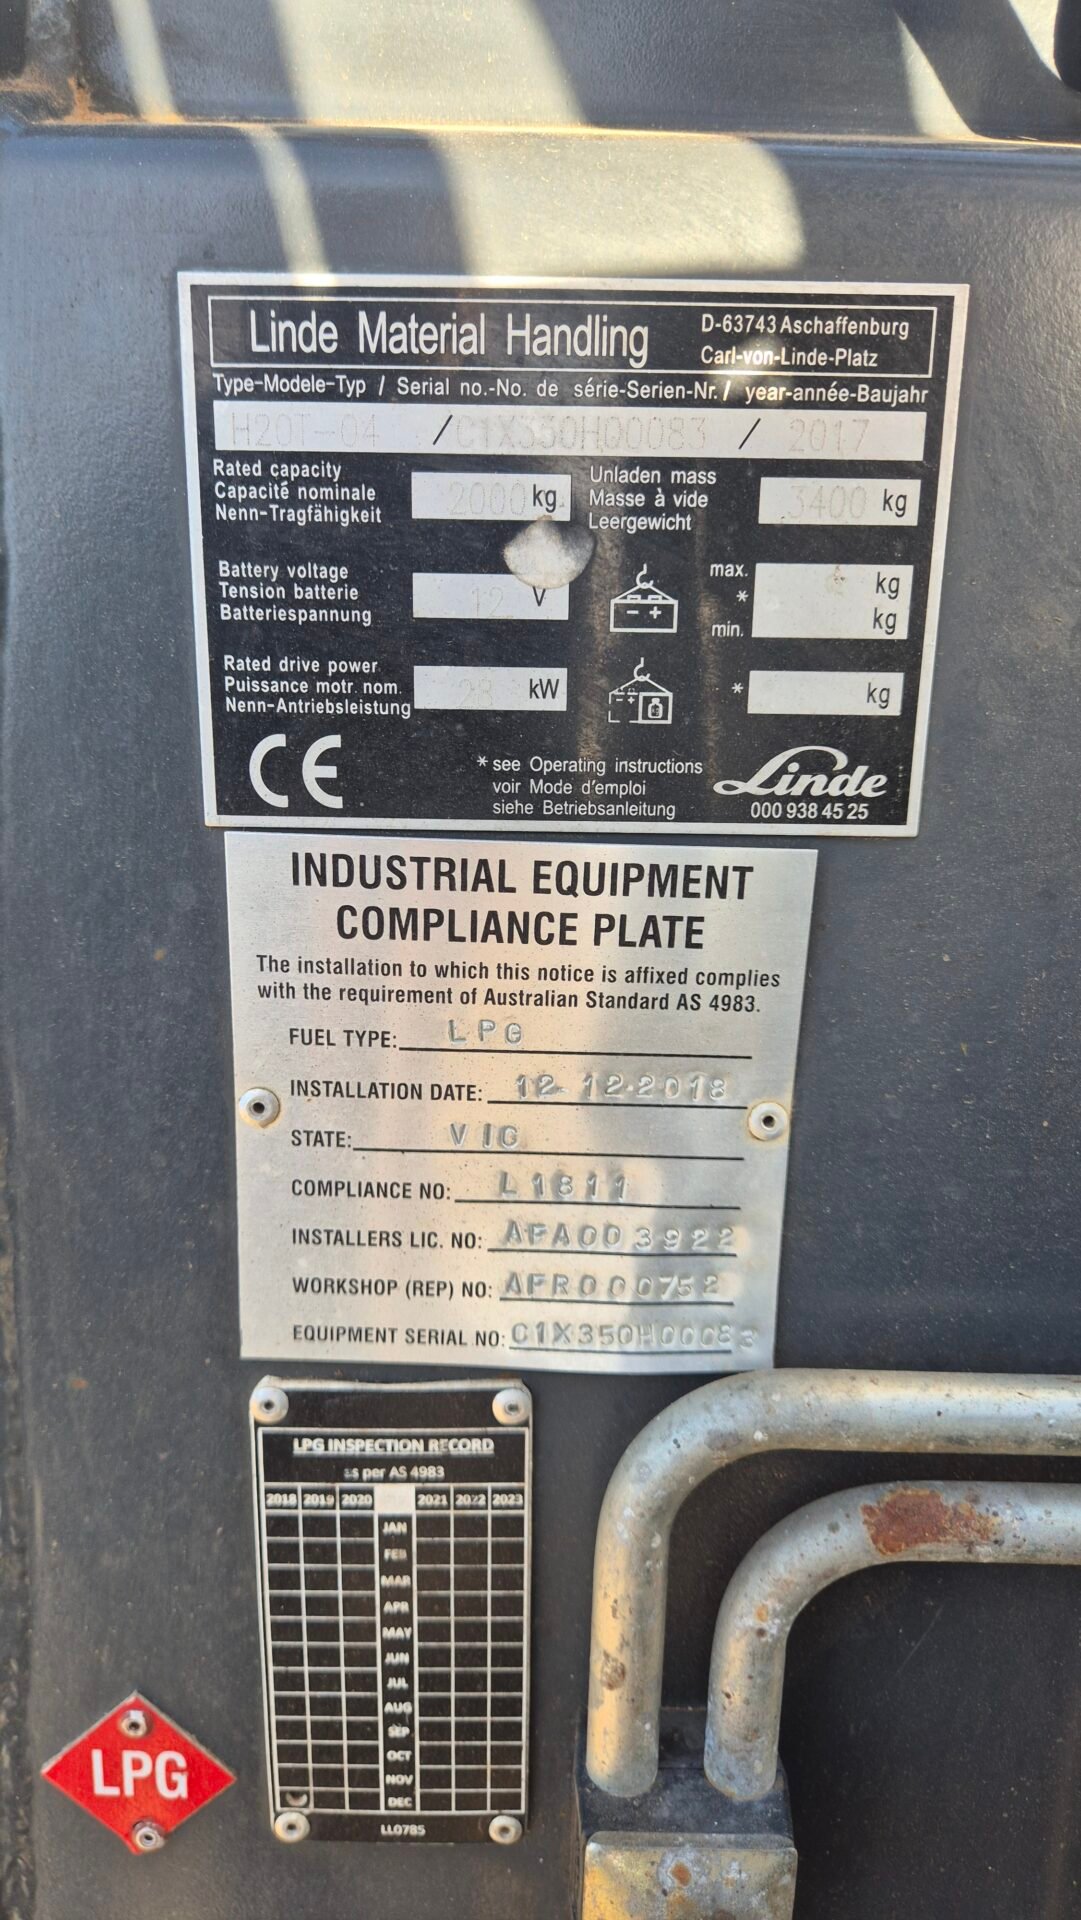 Linde Material Handling
D-63743 Aschaffenburg
Carl-von-Linde-Platz
Type-Modele-Typ / Serial no.-No. de série-Serien-Nr. / year-année-Baujahr
H20T-04 / C1X350H00083 / 2017
Rated capacity
Capacité nominale
Nenn-Tragfähigkeit
2000 kg
Unladen mass
Masse à vide
Leergewicht
3400 kg
Battery voltage
Tension batterie
Batteriespannung
12 V
max. kg
*
min. kg
Rated drive power
Puissance motr. nom.
Nenn-Antriebsleistung
28 kW
* kg
CE
* see Operating instructions
voir Mode d'emploi
siehe Betriebsanleitung
Linde
000 938 45 25
INDUSTRIAL EQUIPMENT
COMPLIANCE PLATE
The installation to which this notice is affixed complies
with the requirement of Australian Standard AS 4983.
FUEL TYPE: LPG
INSTALLATION DATE: 12-12-2018
STATE: VIC
COMPLIANCE NO: L1811
INSTALLERS LIC. NO: AFA003922
WORKSHOP (REP) NO: AFR000752
EQUIPMENT SERIAL NO: C1X350H00083
LPG INSPECTION RECORD
as per AS 4983
2018 2019 2020 2021 2022 2023
JAN
FEB
MAR
APR
MAY
JUN
JUL
AUG
SEP
OCT
NOV
DEC
LL0785
LPG